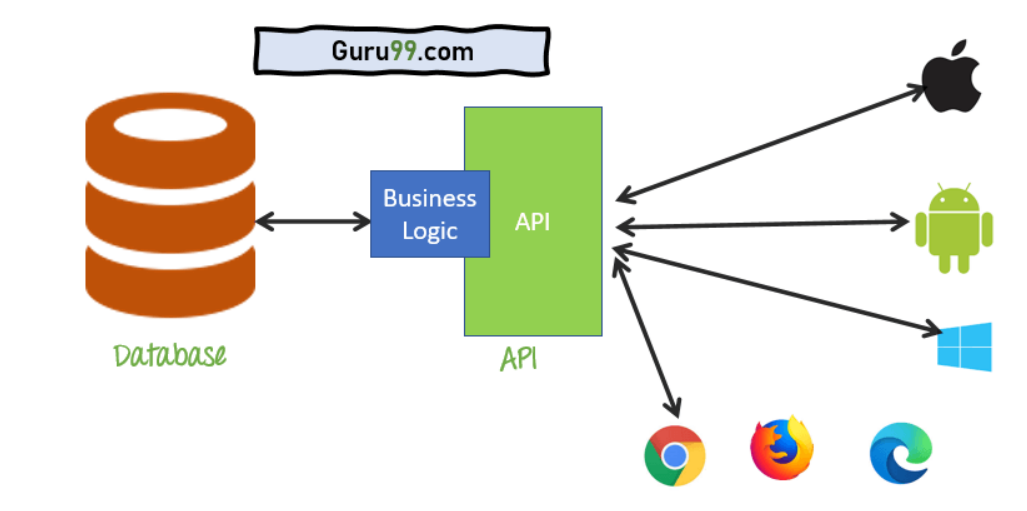 Guru99.com
Business
Logic
API
Database
API